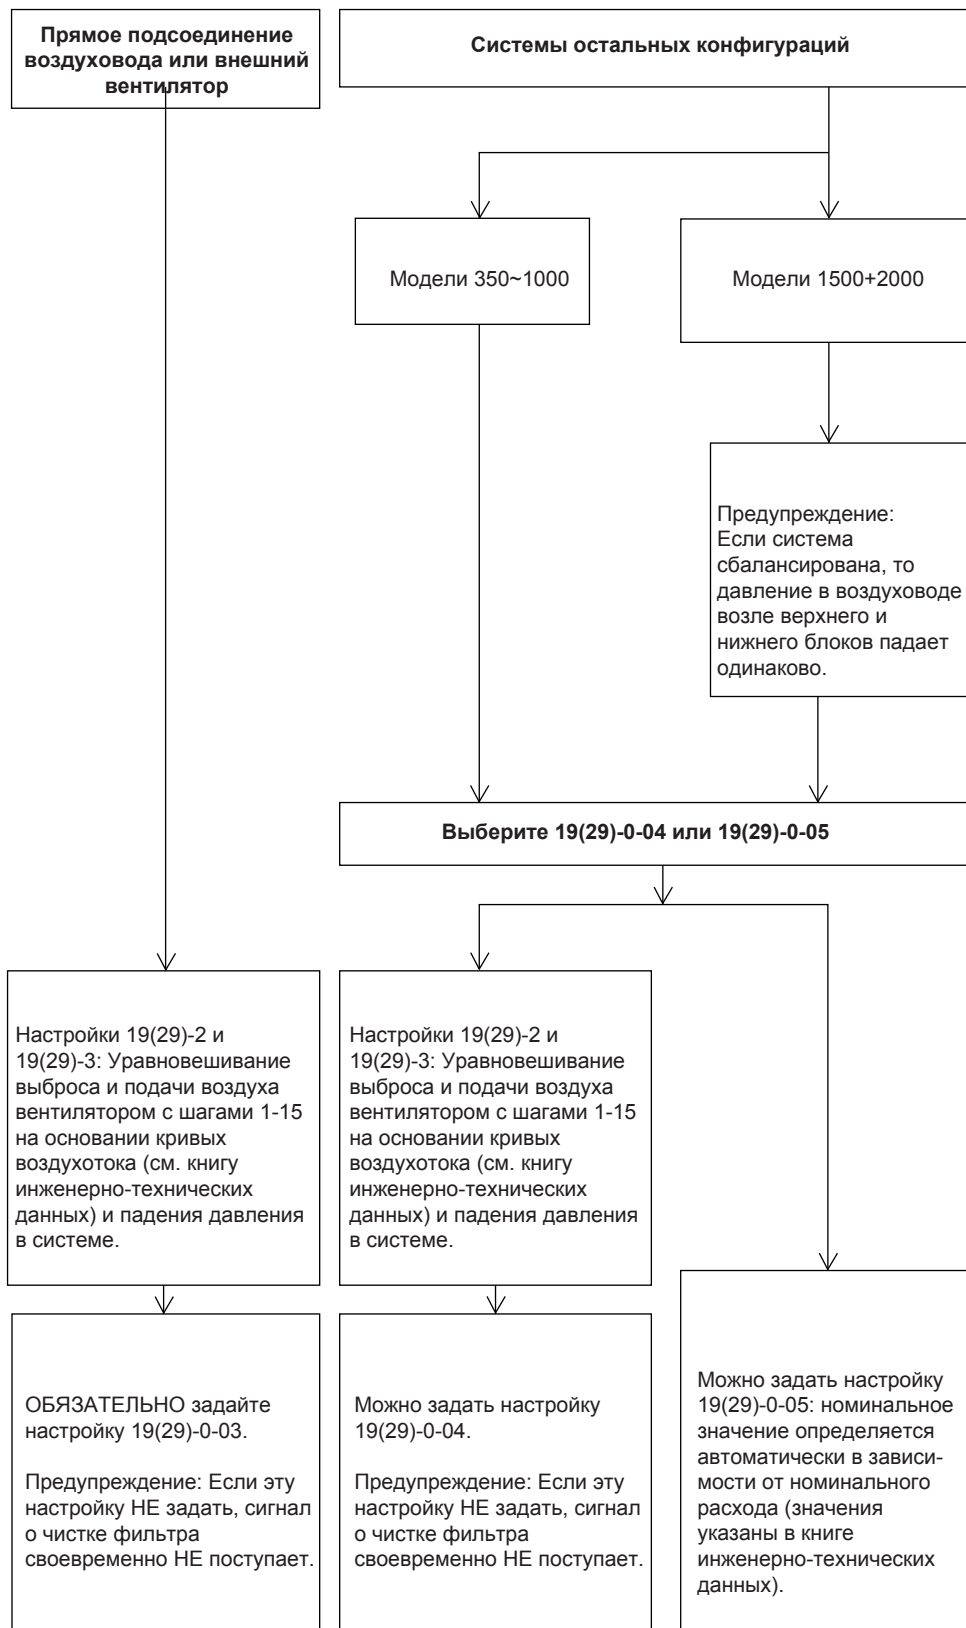 Прямое подсоединение
воздуховода или внешний
вентилятор
Системы остальных конфигураций
Модели 350~1000
Модели 1500+2000
Предупреждение:
Если система
сбалансирована, то
давление в воздуховоде
возле верхнего и
нижнего блоков падает
одинаково.
Выберите 19(29)-0-04 или 19(29)-0-05
Настройки 19(29)-2 и
19(29)-3: Уравновешивание
выброса и подачи воздуха
вентилятором с шагами 1-15
на основании кривых
воздухотока (см. книгу
инженерно-технических
данных) и падения давления
в системе.
Настройки 19(29)-2 и
19(29)-3: Уравновешивание
выброса и подачи воздуха
вентилятором с шагами 1-15
на основании кривых
воздухотока (см. книгу
инженерно-технических
данных) и падения давления
в системе.
ОБЯЗАТЕЛЬНО задайте
настройку 19(29)-0-03.
Предупреждение: Если эту
настройку НЕ задать, сигнал
о чистке фильтра
своевременно НЕ поступает.
Можно задать настройку
19(29)-0-04.
Предупреждение: Если эту
настройку НЕ задать, сигнал
о чистке фильтра
своевременно НЕ поступает.
Можно задать настройку
19(29)-0-05: номинальное
значение определяется
автоматически в зависи-
мости от номинального
расхода (значения
указаны в книге
инженерно-технических
данных).